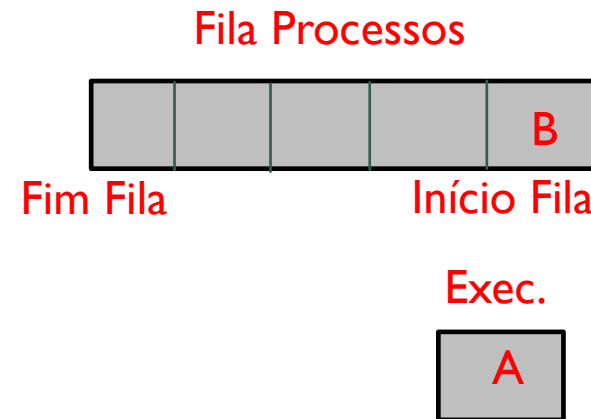 Fila Processos
B
Fim Fila Início Fila
Exec.
A